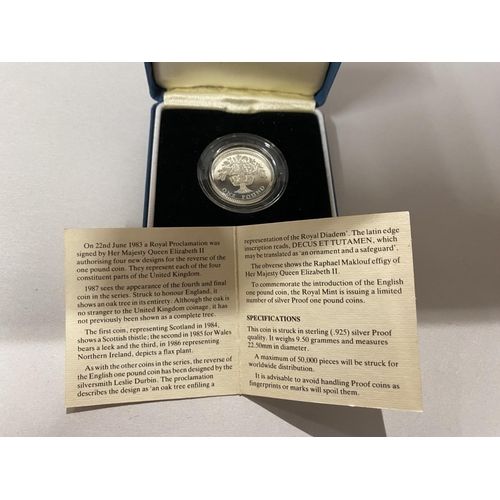 ONE POUND
On 22nd June 1983 a Royal Proclamation was
signed by Her Majesty Queen Elizabeth II
authorising four new designs for the reverse of the
one pound coin. They represent each of the four
constituent parts of the United Kingdom.
1987 sees the appearance of the fourth and final
coin in the series. Struck to honour England, it
shows an oak tree in its entirety. Although the oak is
no stranger to the United Kingdom coinage, it has
not previously been shown as a complete tree.
The first coin, representing Scotland in 1984,
shows a Scottish thistle; the second in 1985 for Wales
bears a leek and the third, in 1986 representing
Northern Ireland, depicts a flax plant.
As with the other coins in the series, the reverse of
the English one pound coin has been designed by the
silversmith Leslie Durbin. The proclamation
describes the design as 'an oak tree enfiling a
representation of the Royal Diadem'. The latin edge
inscription reads, DECUS ET TUTAMEN, which
may be translated as 'an ornament and a safeguard'.
The obverse shows the Raphael Maklouf effigy of
Her Majesty Queen Elizabeth II.
To commemorate the introduction of the English
one pound coin, the Royal Mint is issuing a limited
number of silver Proof one pound coins.
SPECIFICATIONS
This coin is struck in sterling (.925) silver Proof
quality. It weighs 9.50 grammes and measures
22.50mm in diameter.
A maximum of 50,000 pieces will be struck for
worldwide distribution.
It is advisable to avoid handling Proof coins as
fingerprints or marks will spoil them.